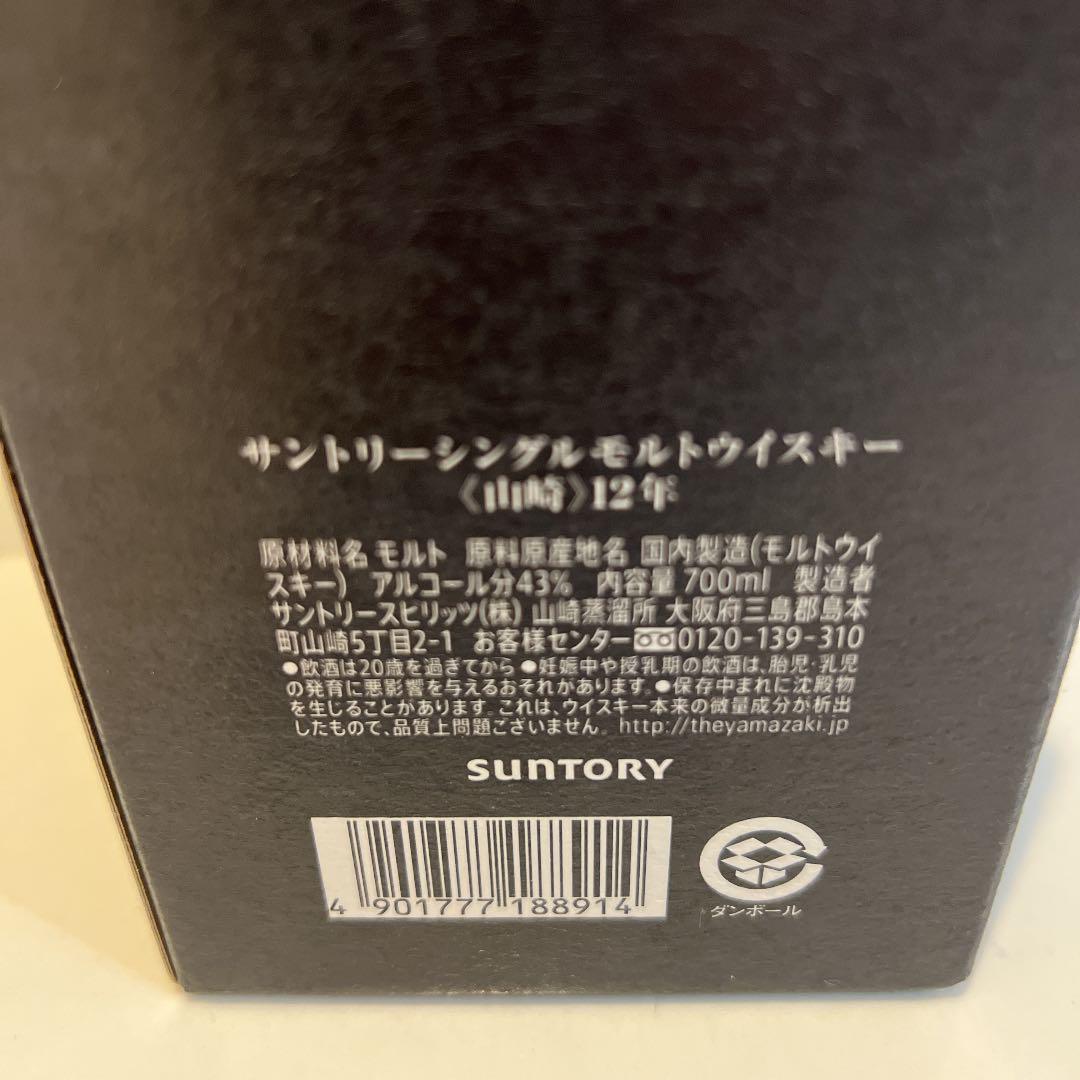 サントリーシングルモルトウイスキー
《山崎》12年
原材料名 モルト 原料原産地名 国内製造(モルトウイ
スキー) アルコール分43% 内容量 700ml 製造者
サントリースピリッツ(株) 山崎蒸溜所 大阪府三島郡島本
町山崎5丁目2-1 お客様センター 0120-139-310
●飲酒は20歳を過ぎてから ●妊娠中や授乳期の飲酒は、胎児・乳児
の発育に悪影響を与えるおそれがあります。●保存中まれに沈殿物
を生じることがあります。これは、ウイスキー本来の微量成分が析出
したもので、品質上問題ございません。 http://theyamazaki.jp
SUNTORY
4 901777 188914
ダンボール